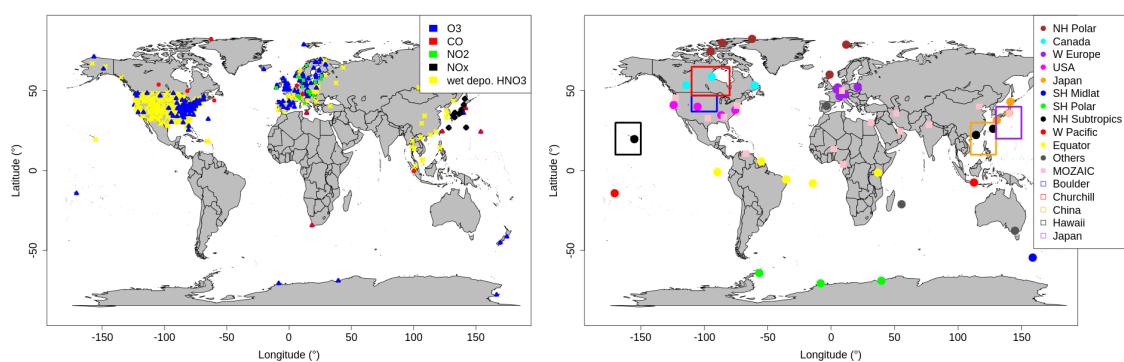 O3
CO
NO2
NOx
wet depo. HNO3
Latitude (°)
50
0
-50
-150
-100
-50
0
50
100
150
Longitude (°)
NH Polar
Canada
W Europe
USA
Japan
SH Midlat
SH Polar
NH Subtropics
W Pacific
Equator
Others
MOZAIC
Boulder
Churchill
China
Hawaii
Japan
Latitude (°)
50
0
-50
-150
-100
-50
0
50
100
150
Longitude (°)